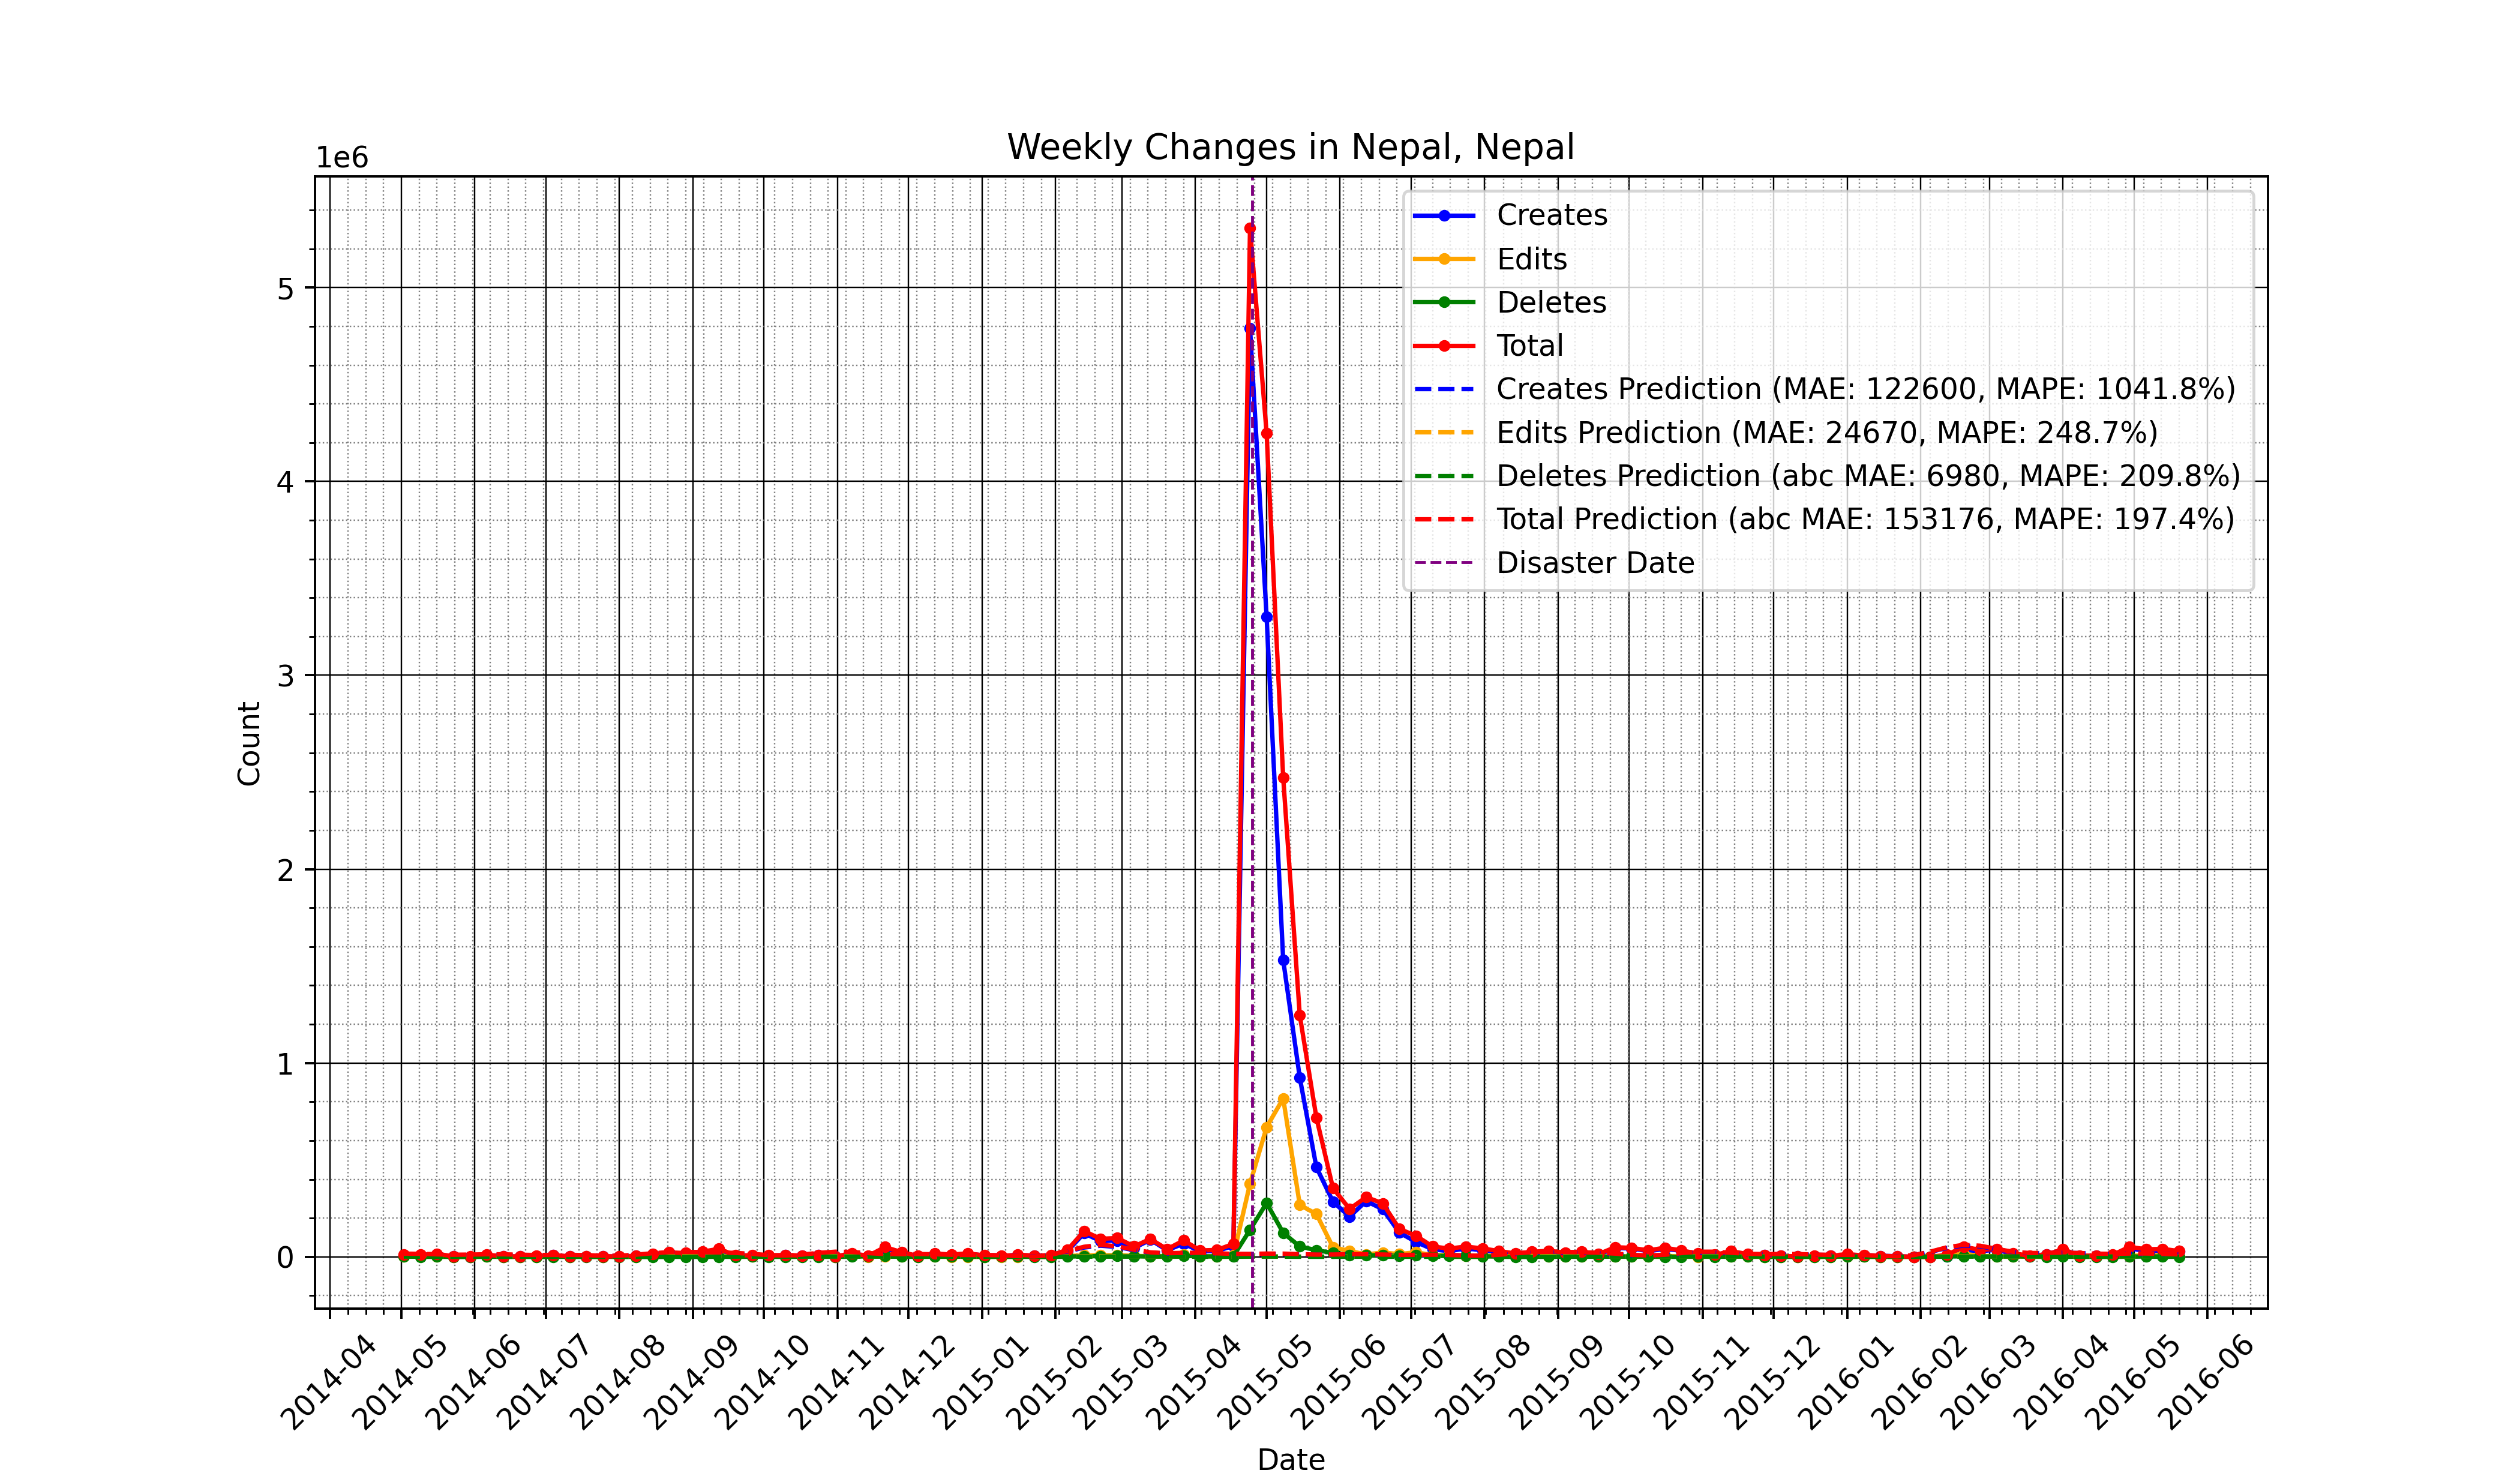 Weekly Changes in Nepal, Nepal
1e6
Creates
Edits
Deletes
Total
Creates Prediction (MAE: 122600, MAPE: 1041.8%)
Edits Prediction (MAE: 24670, MAPE: 248.7%)
Deletes Prediction (abc MAE: 6980, MAPE: 209.8%)
Total Prediction (abc MAE: 153176, MAPE: 197.4%)
Disaster Date
5
4
3
2
1
0
Count
2014-04
2014-05
2014-06
2014-07
2014-08
2014-09
2014-10
2014-11
2014-12
2015-01
2015-02
2015-03
2015-04
2015-05
2015-06
2015-07
2015-08
2015-09
2015-10
2015-11
2015-12
2016-01
2016-02
2016-03
2016-04
2016-05
2016-06
Date